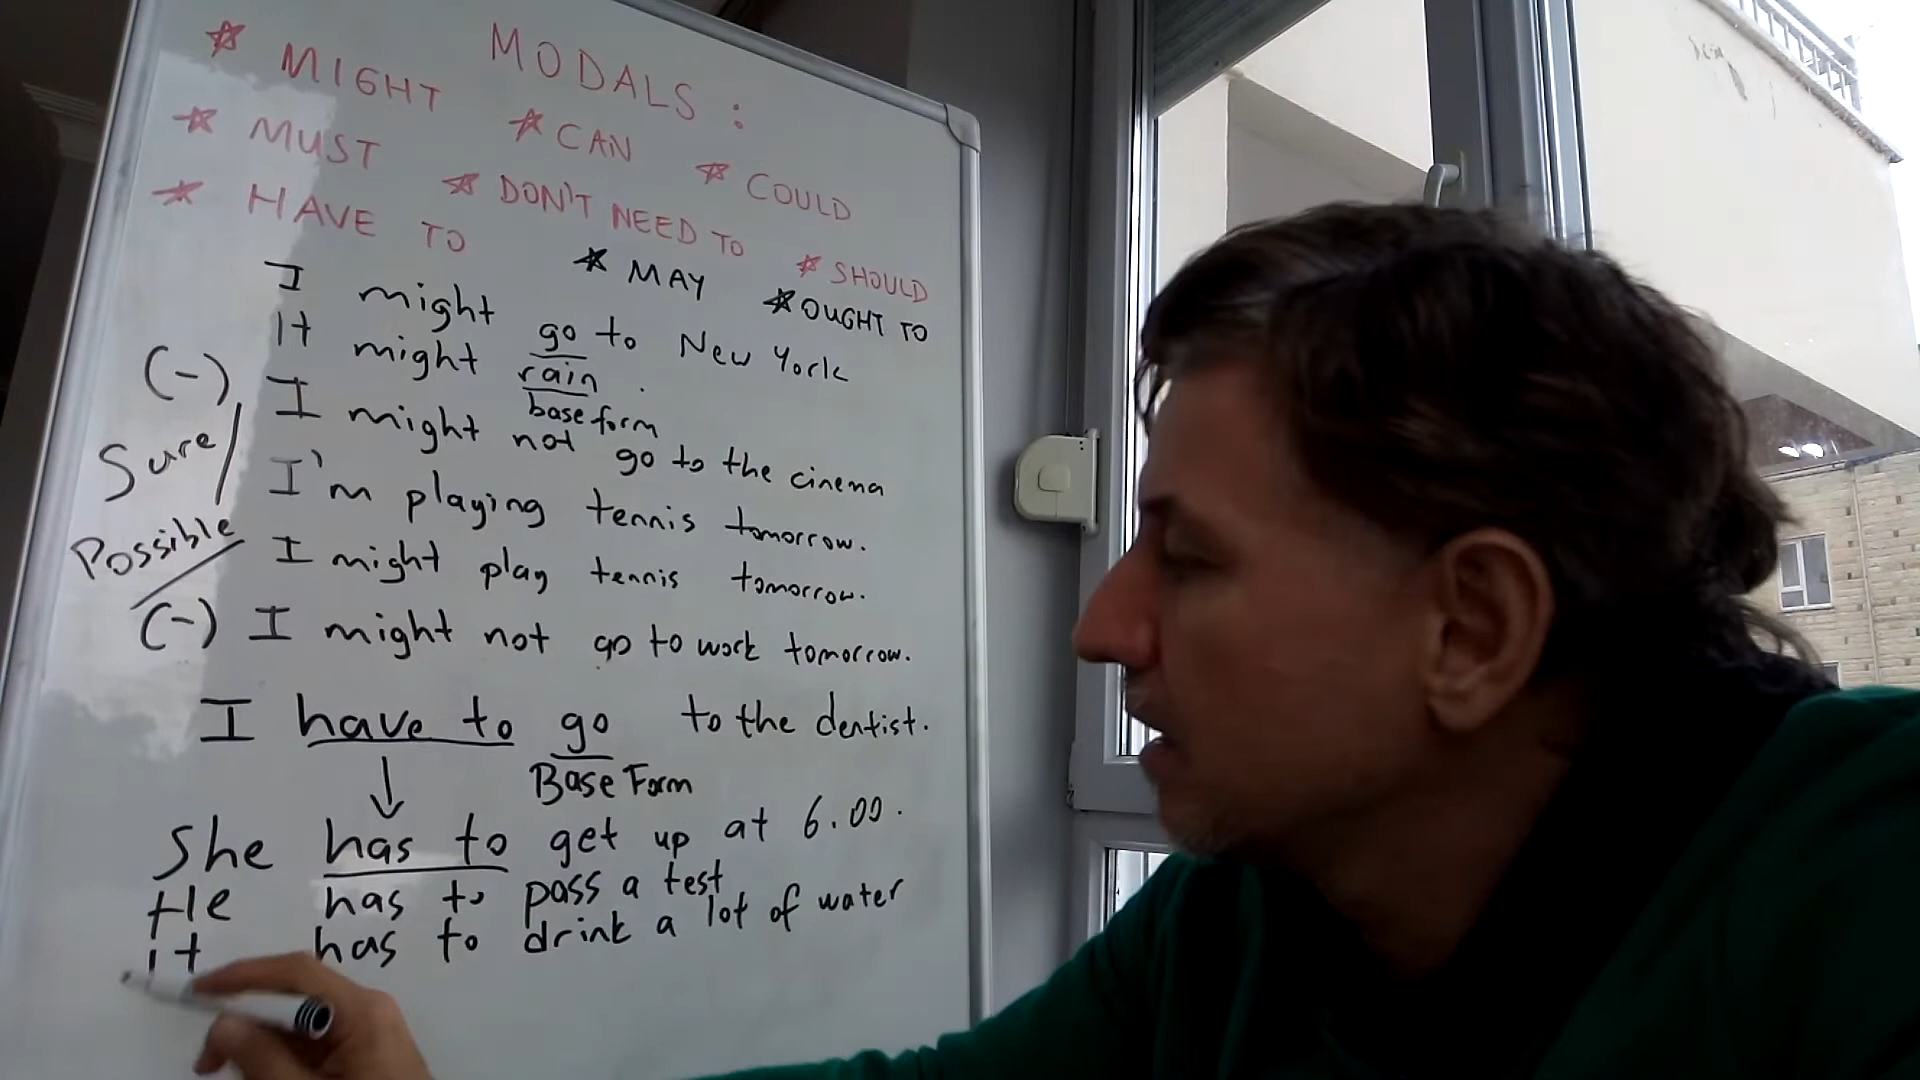 MODALS :
* MIGHT
* MUST * CAN * COULD
* HAVE TO * DON'T NEED TO * SHOULD
* MAY * OUGHT TO
I might go to New York
It might rain .
base form
(-) I might not go to the cinema
Sure / I'm playing tennis tomorrow.
Possible I might play tennis tomorrow.
(-) I might not go to work tomorrow.
I have to go to the dentist.
↓ Base Form
She has to get up at 6.00.
He has to pass a test
it has to drink a lot of water